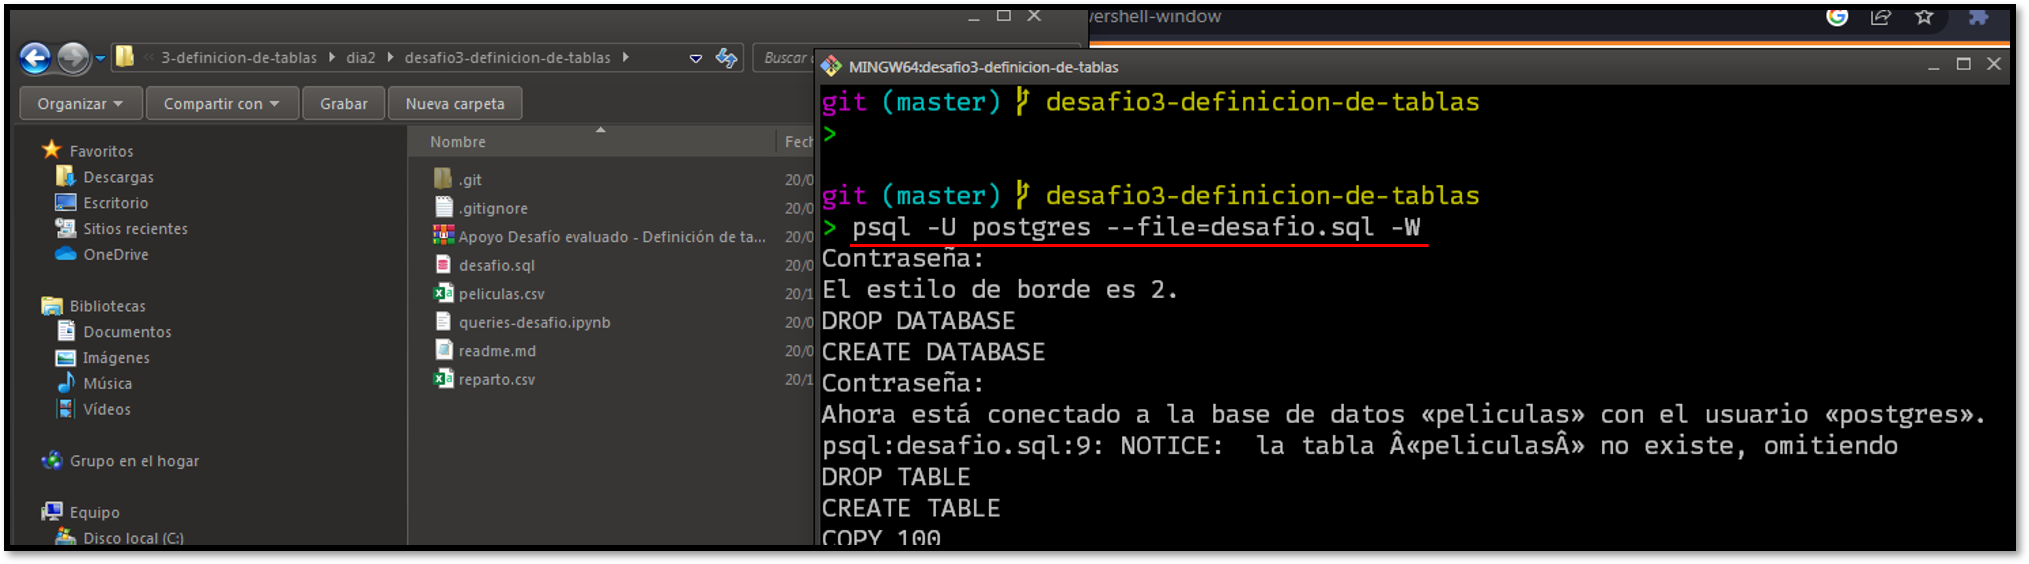 ershell-window
« 3-definicion-de-tablas ▸ dia2 ▸ desafio3-definicion-de-tablas ▸
Buscar
Organizar
Compartir con
Grabar
Nueva carpeta
Favoritos
Descargas
Escritorio
Sitios recientes
OneDrive
Bibliotecas
Documentos
Imágenes
Música
Vídeos
Grupo en el hogar
Equipo
Disco local (C:)
Nombre
Fech
.git
20/0
.gitignore
20/0
Apoyo Desafío evaluado - Definición de ta...
20/0
desafio.sql
20/0
peliculas.csv
20/1
queries-desafio.ipynb
20/0
readme.md
20/0
reparto.csv
20/1
MINGW64:desafio3-definicion-de-tablas
git (master) desafio3-definicion-de-tablas
>
git (master) desafio3-definicion-de-tablas
> psql -U postgres --file=desafio.sql -W
Contraseña:
El estilo de borde es 2.
DROP DATABASE
CREATE DATABASE
Contraseña:
Ahora está conectado a la base de datos «peliculas» con el usuario «postgres».
psql:desafio.sql:9: NOTICE:  la tabla Â«peliculasÂ» no existe, omitiendo
DROP TABLE
CREATE TABLE
COPY 100